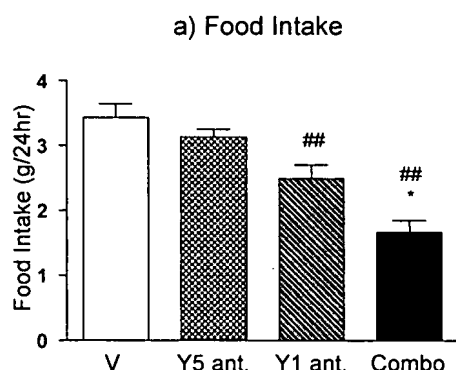 a) Food Intake
Food Intake (g/24hr)
4
3
2
1
0
##
##
*
V Y5 ant. Y1 ant. Combo